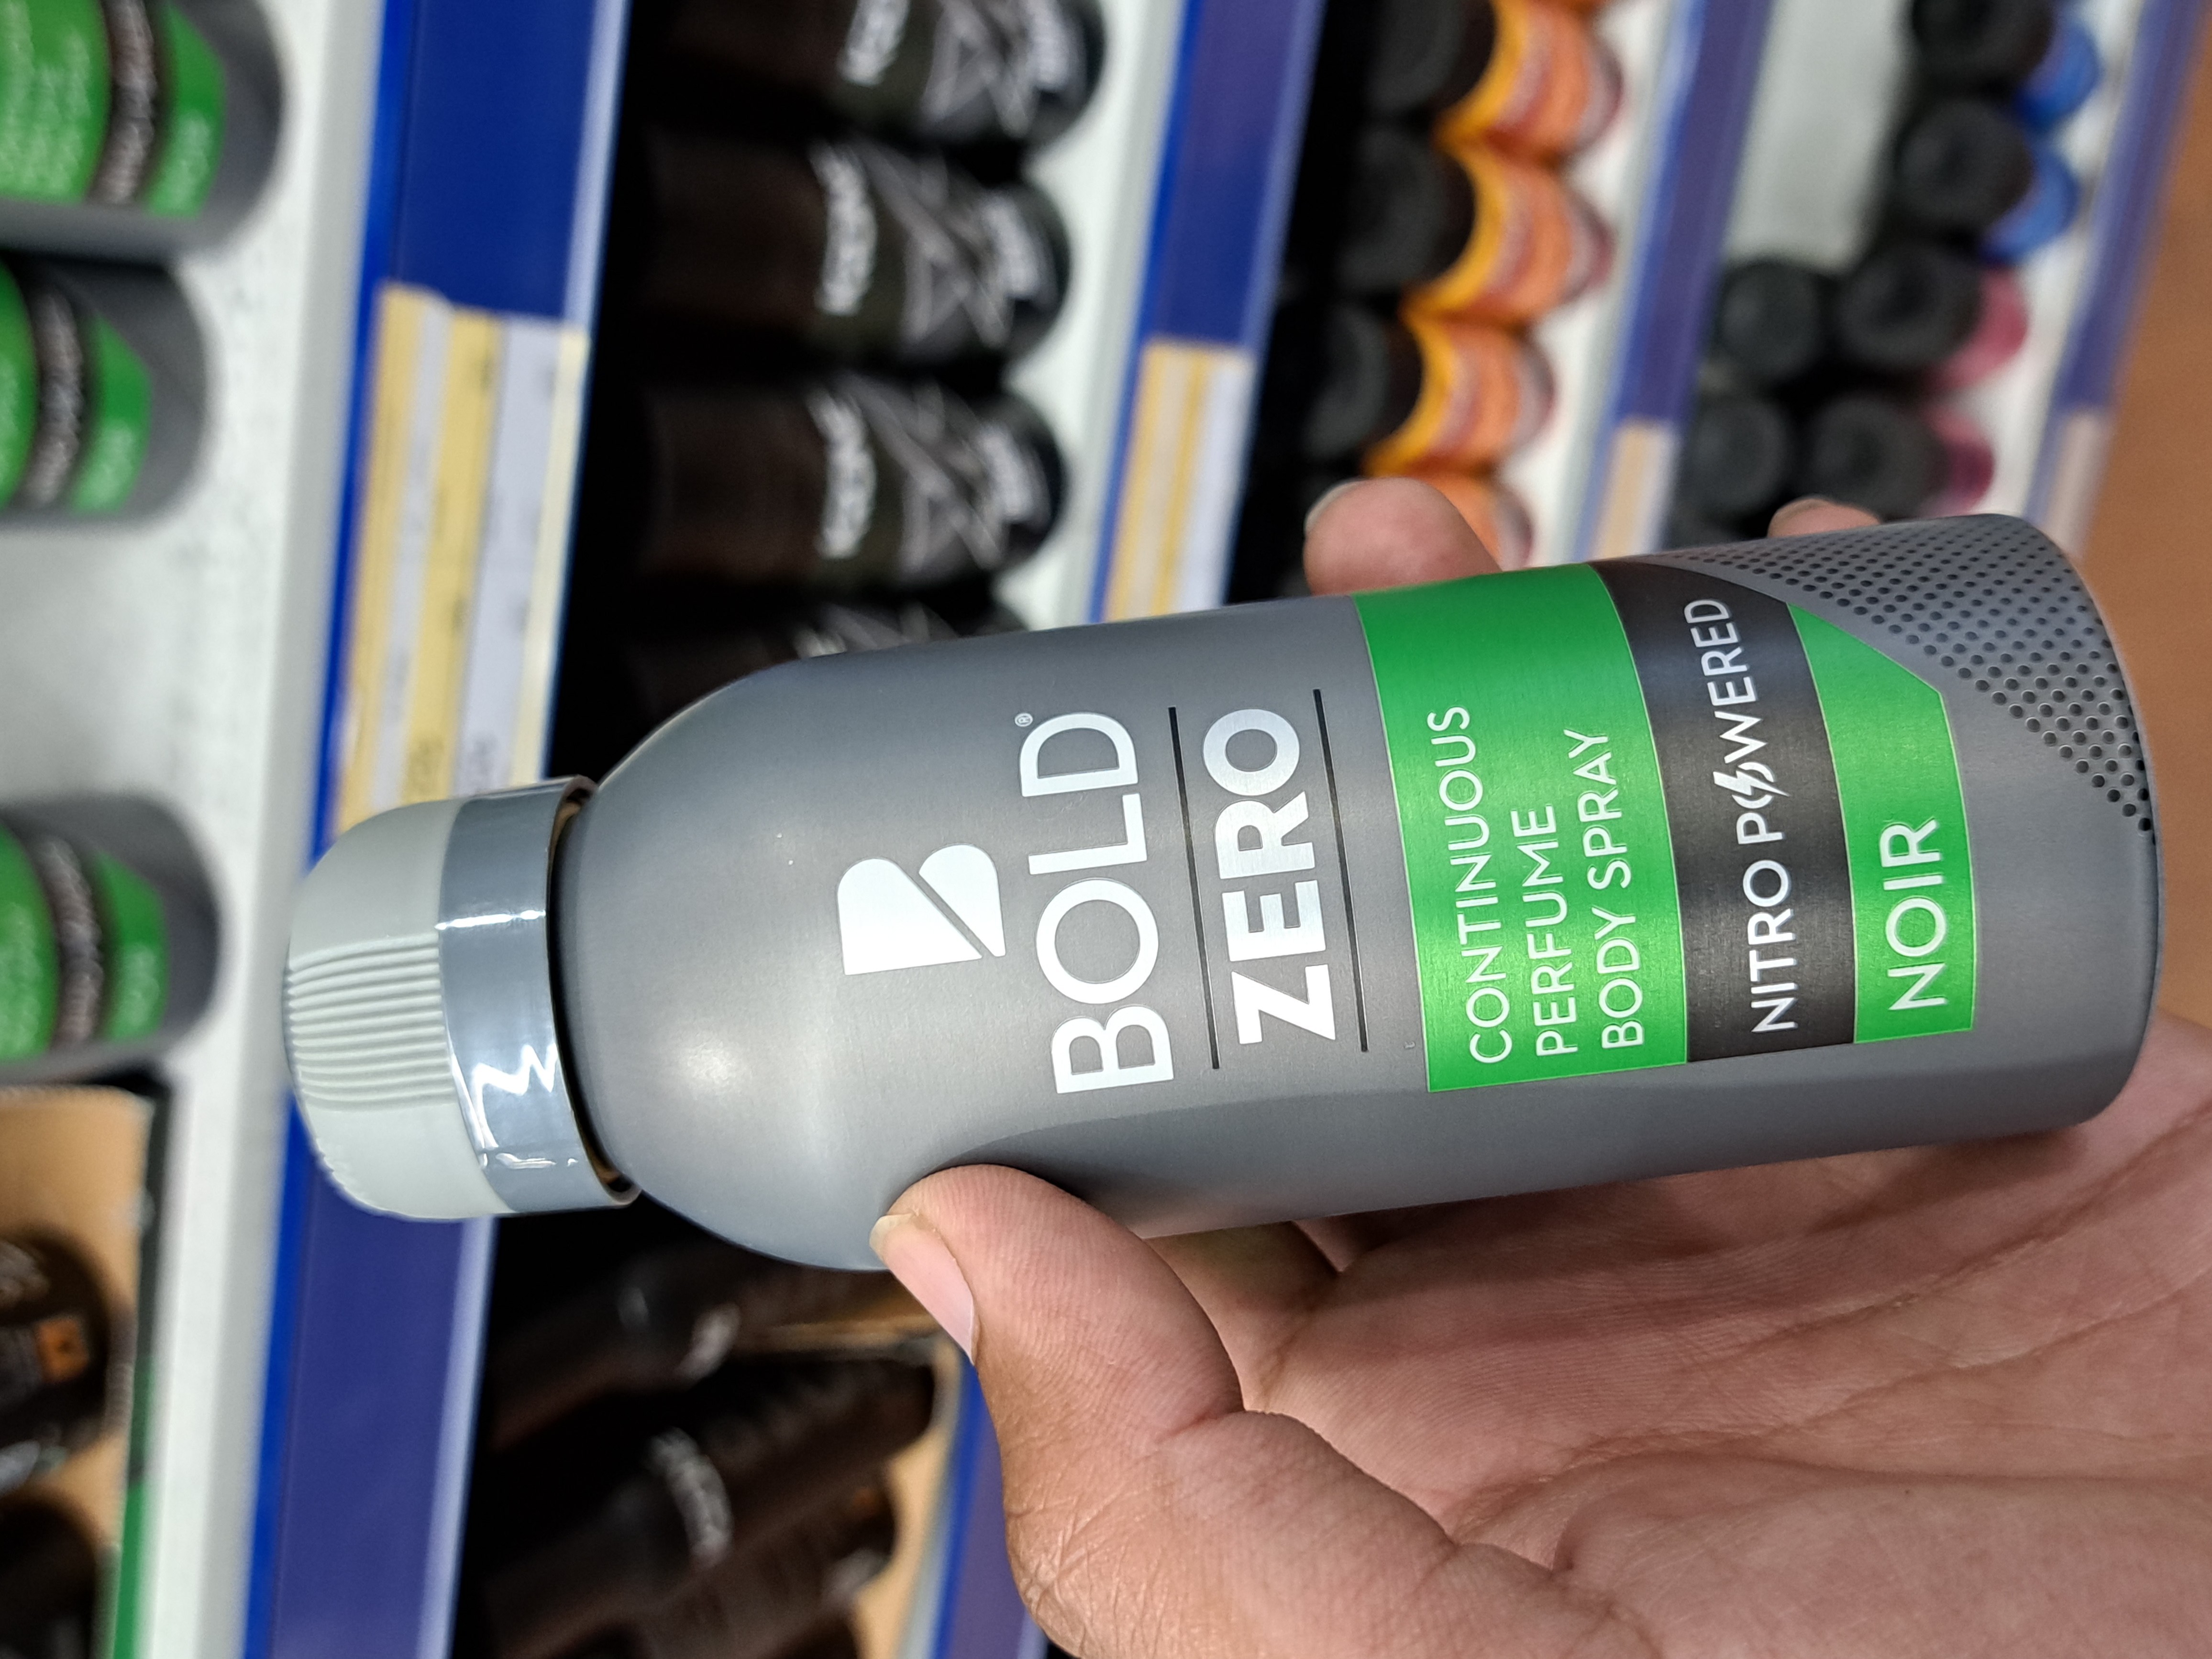 BOLD®
ZERO
CONTINUOUS
PERFUME
BODY SPRAY
NITRO POWERED
NOIR